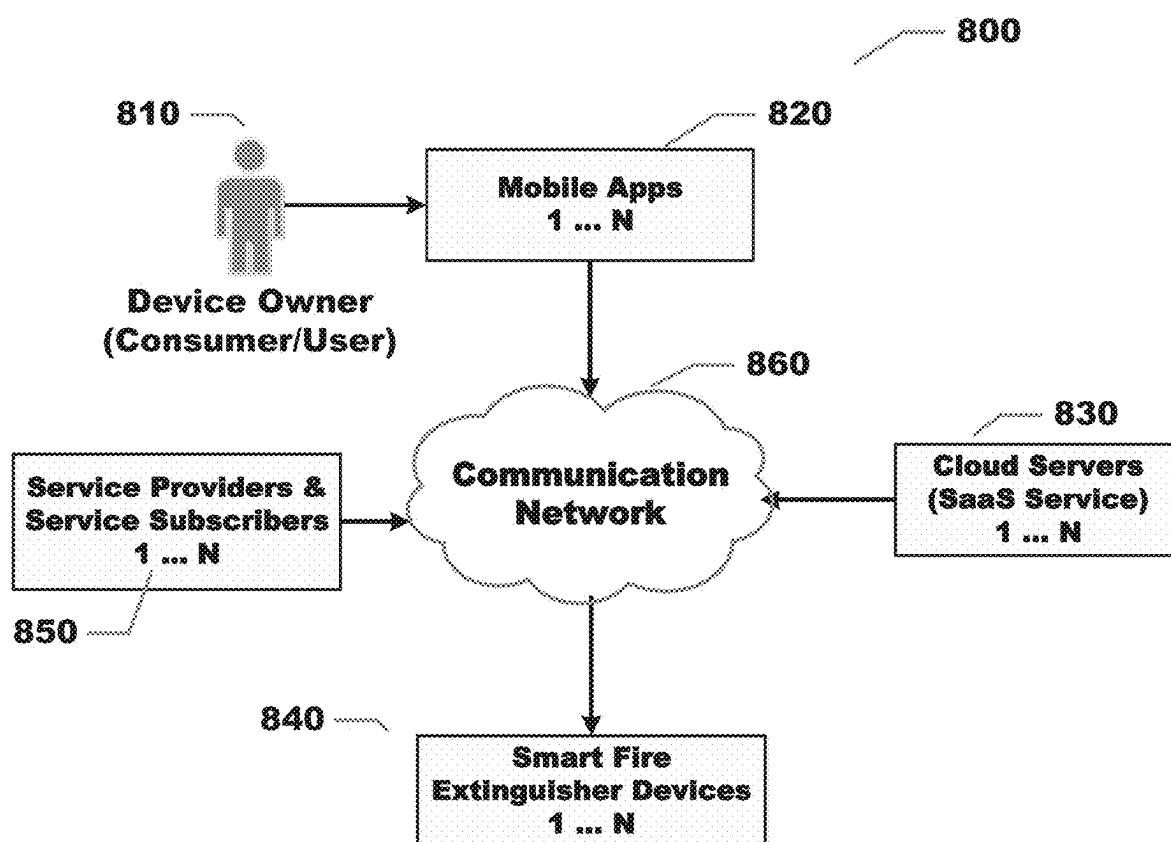 800
810
820
Mobile Apps
1 ... N
Device Owner
(Consumer/User)
860
830
Communication
Network
Service Providers &
Service Subscribers
1 ... N
Cloud Servers
(SaaS Service)
1 ... N
850
840
Smart Fire
Extinguisher Devices
1 ... N